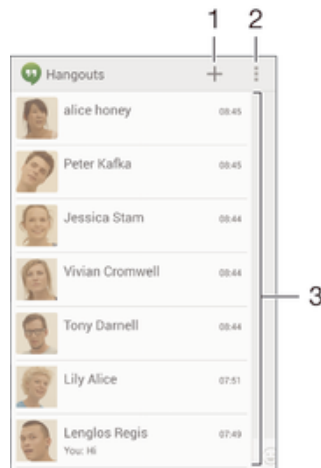 1 2
Hangouts
alice honey 08:45
Peter Kafka 08:45
Jessica Stam 08:44
Vivian Cromwell 08:44
3
Tony Darnell 08:44
Lily Alice 07:51
Lenglos Regis 07:49
You: Hi